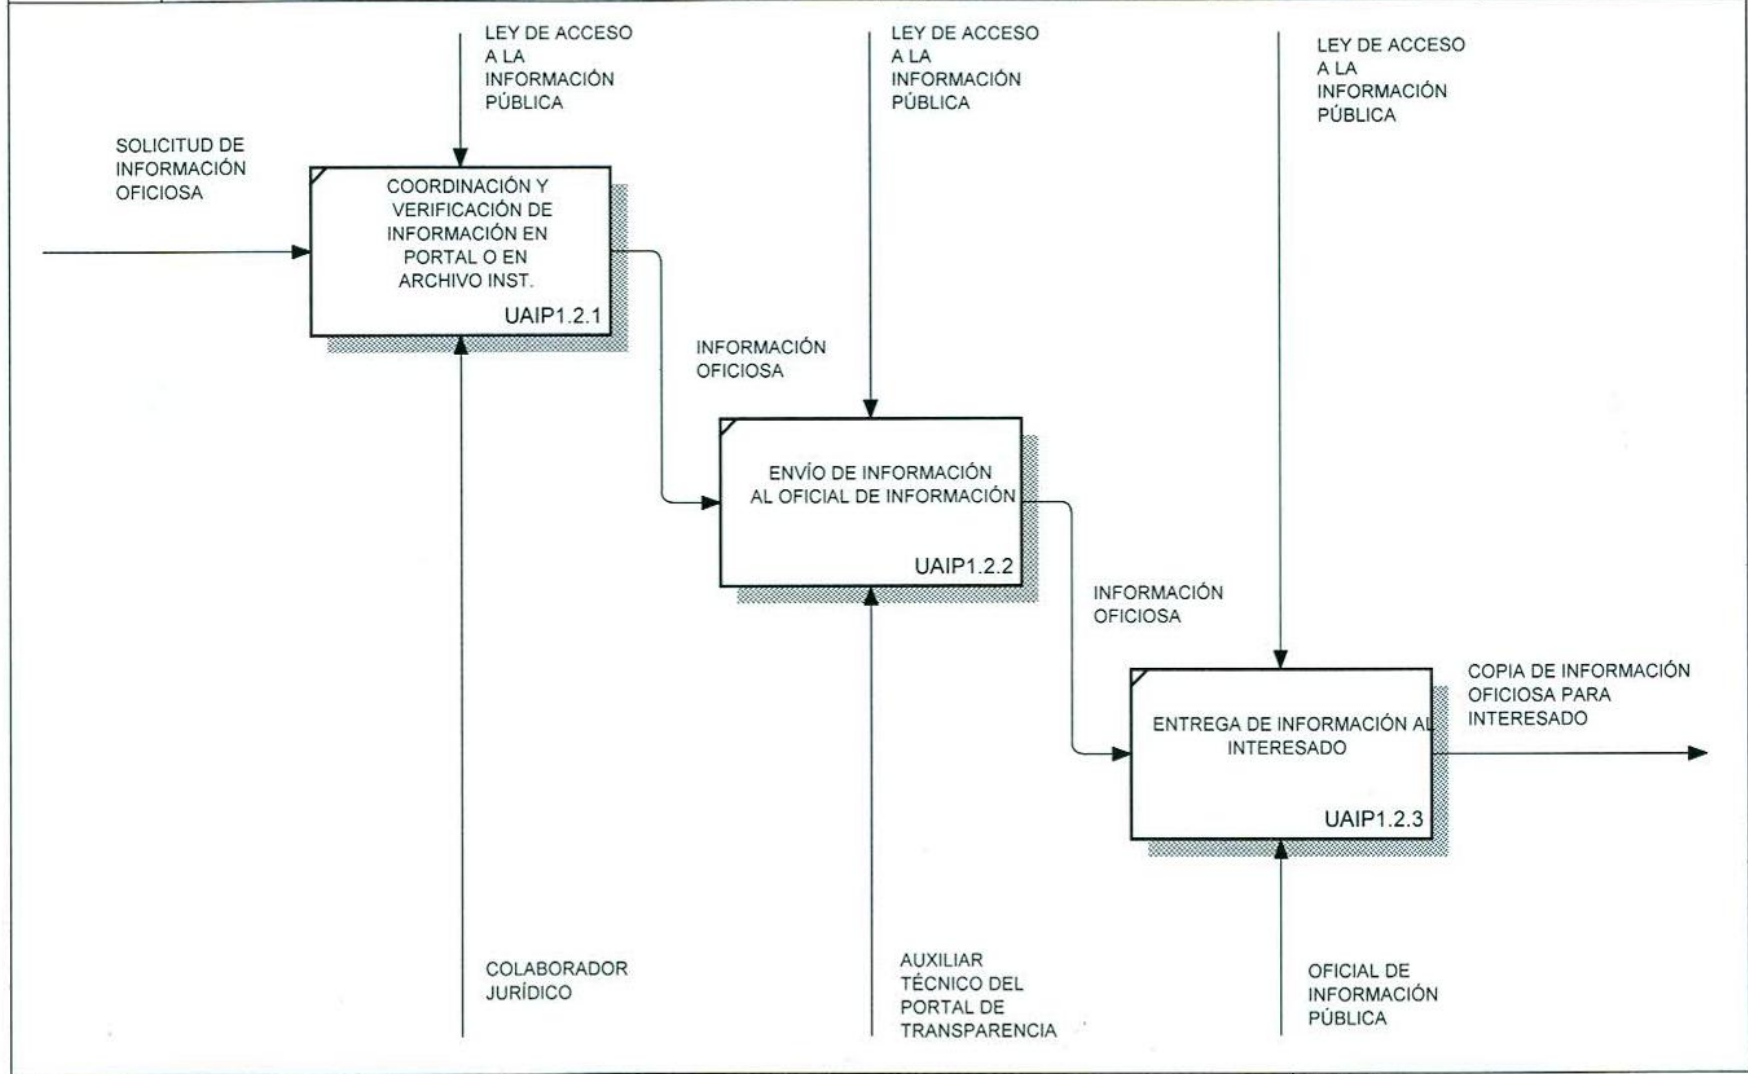 LEY DE ACCESO
A LA
INFORMACIÓN
PÚBLICA
LEY DE ACCESO
A LA
INFORMACIÓN
PÚBLICA
LEY DE ACCESO
A LA
INFORMACIÓN
PÚBLICA
SOLICITUD DE
INFORMACIÓN
OFICIOSA
COORDINACIÓN Y
VERIFICACIÓN DE
INFORMACIÓN EN
PORTAL O EN
ARCHIVO INST.
UAIP1.2.1
INFORMACIÓN
OFICIOSA
ENVÍO DE INFORMACIÓN
AL OFICIAL DE INFORMACIÓN
UAIP1.2.2
INFORMACIÓN
OFICIOSA
ENTREGA DE INFORMACIÓN AL
INTERESADO
UAIP1.2.3
COPIA DE INFORMACIÓN
OFICIOSA PARA
INTERESADO
COLABORADOR
JURÍDICO
AUXILIAR
TÉCNICO DEL
PORTAL DE
TRANSPARENCIA
OFICIAL DE
INFORMACIÓN
PÚBLICA